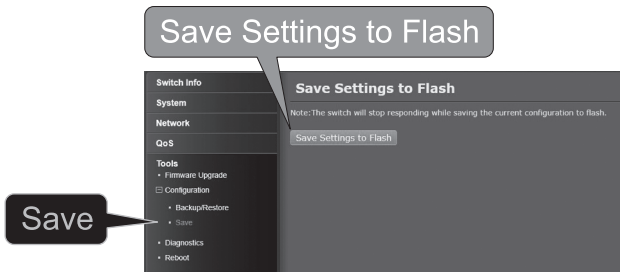 Save Settings to Flash
Switch Info
System
Network
QoS
Tools
Firmware Upgrade
Configuration
Backup/Restore
Save
Diagnostics
Reboot
Save
Save Settings to Flash
Note:The switch will stop responding while saving the current configuration to flash.
Save Settings to Flash